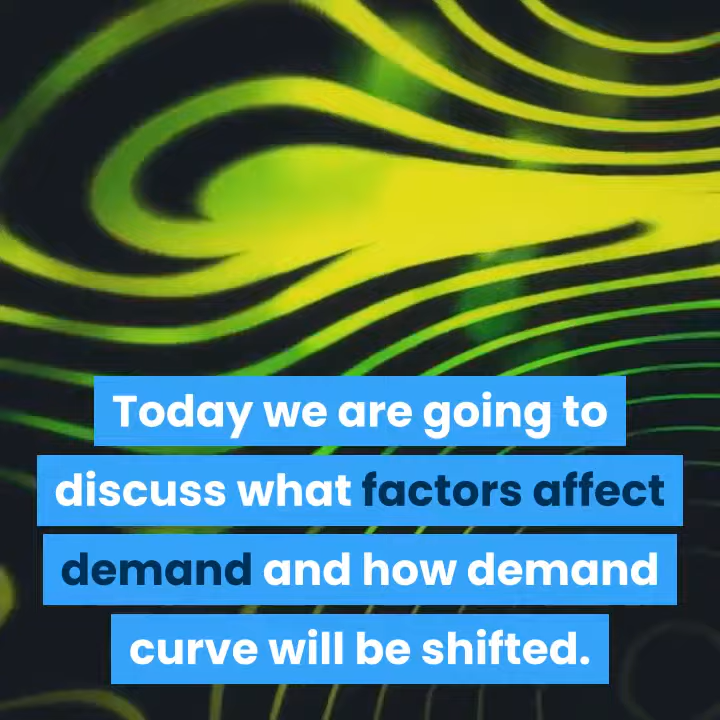 Today we are going to
discuss what factors affect
demand and how demand
curve will be shifted.